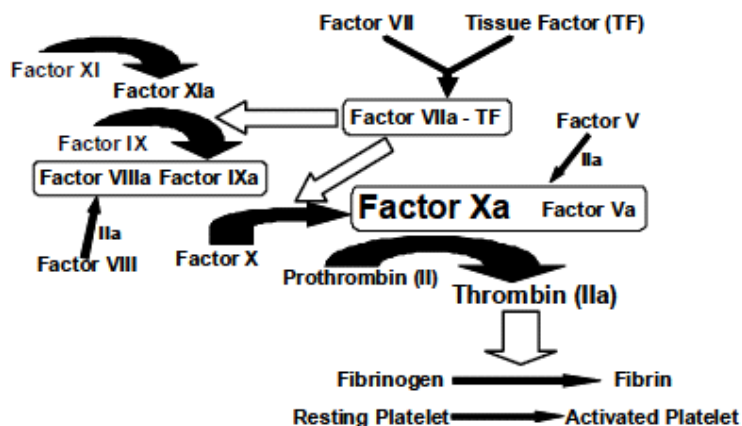 Factor VII Tissue Factor (TF)
Factor XI
Factor XIa
Factor VIIa - TF
Factor V
Factor IX
IIa
Factor VIIIa Factor IXa
Factor Xa Factor Va
IIa
Factor VIII
Factor X
Prothrombin (II)
Thrombin (IIa)
Fibrinogen Fibrin
Resting Platelet Activated Platelet